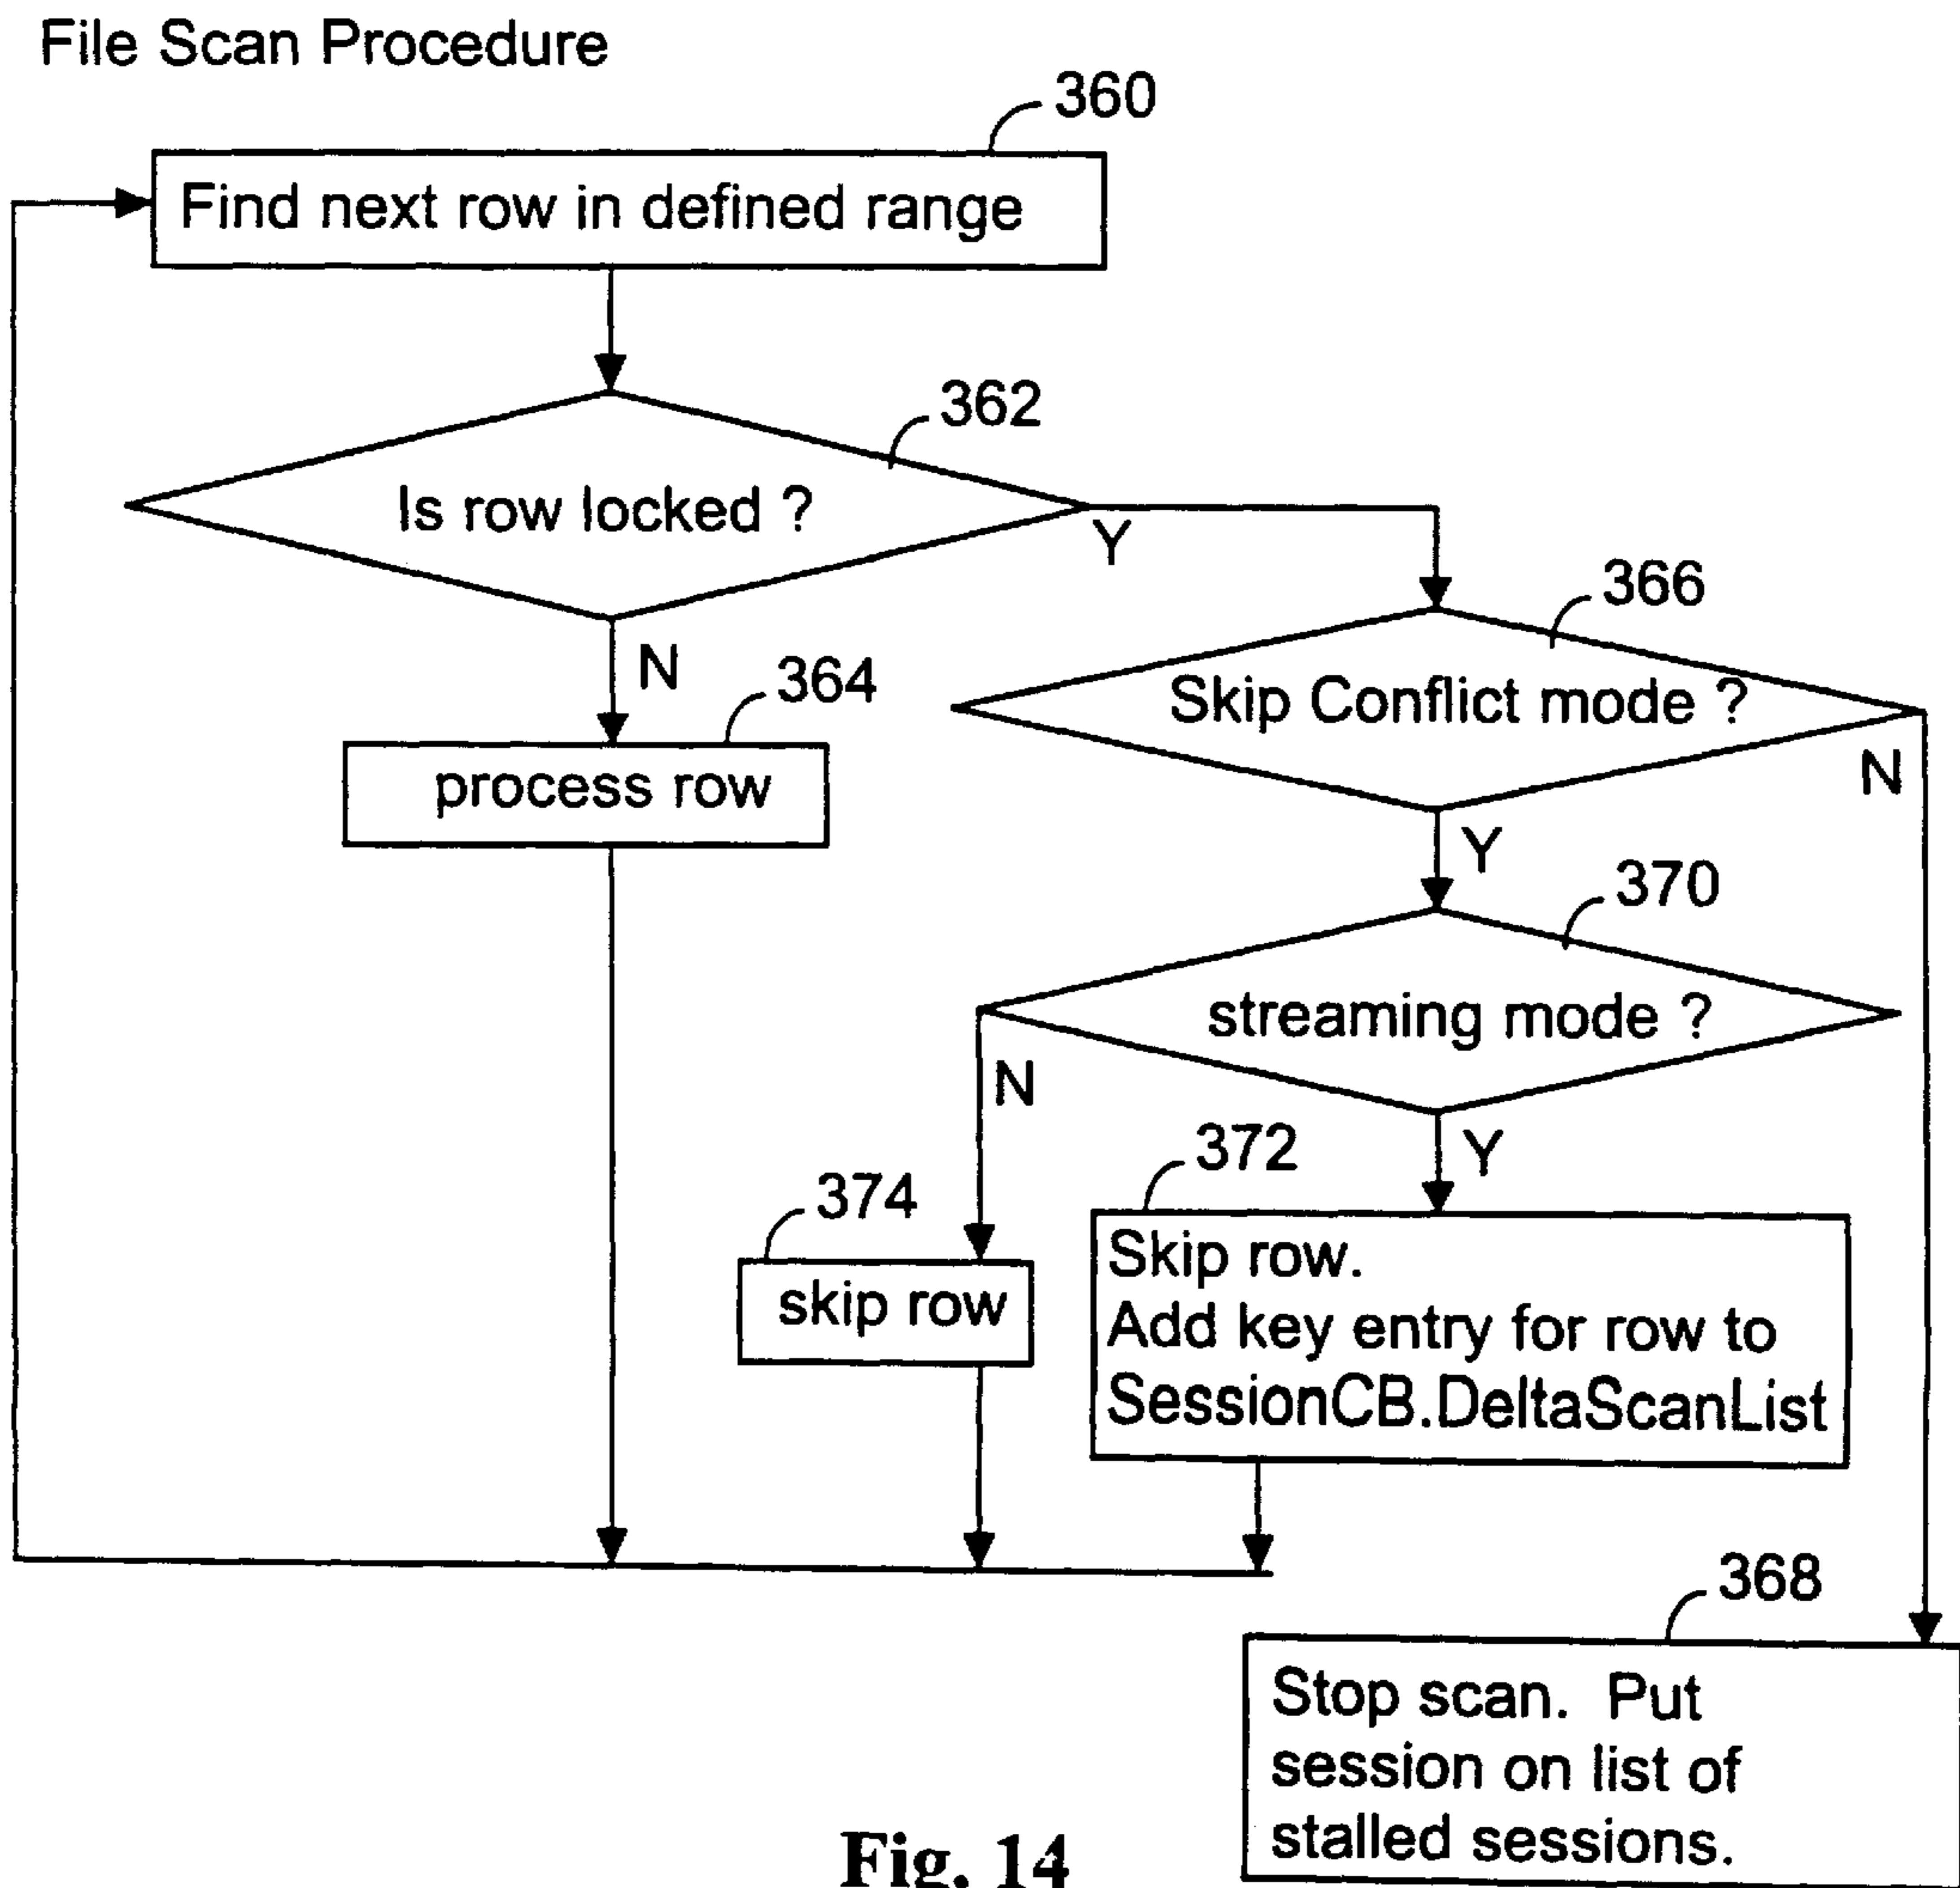 File Scan Procedure
360
Find next row in defined range
362
Is row locked ?
Y
366
Skip Conflict mode ?
N
364
process row
N
Y
370
streaming mode ?
N
Y
372
Skip row.
Add key entry for row to
SessionCB.DeltaScanList
374
skip row
368
Stop scan. Put
session on list of
stalled sessions.
Fig. 14